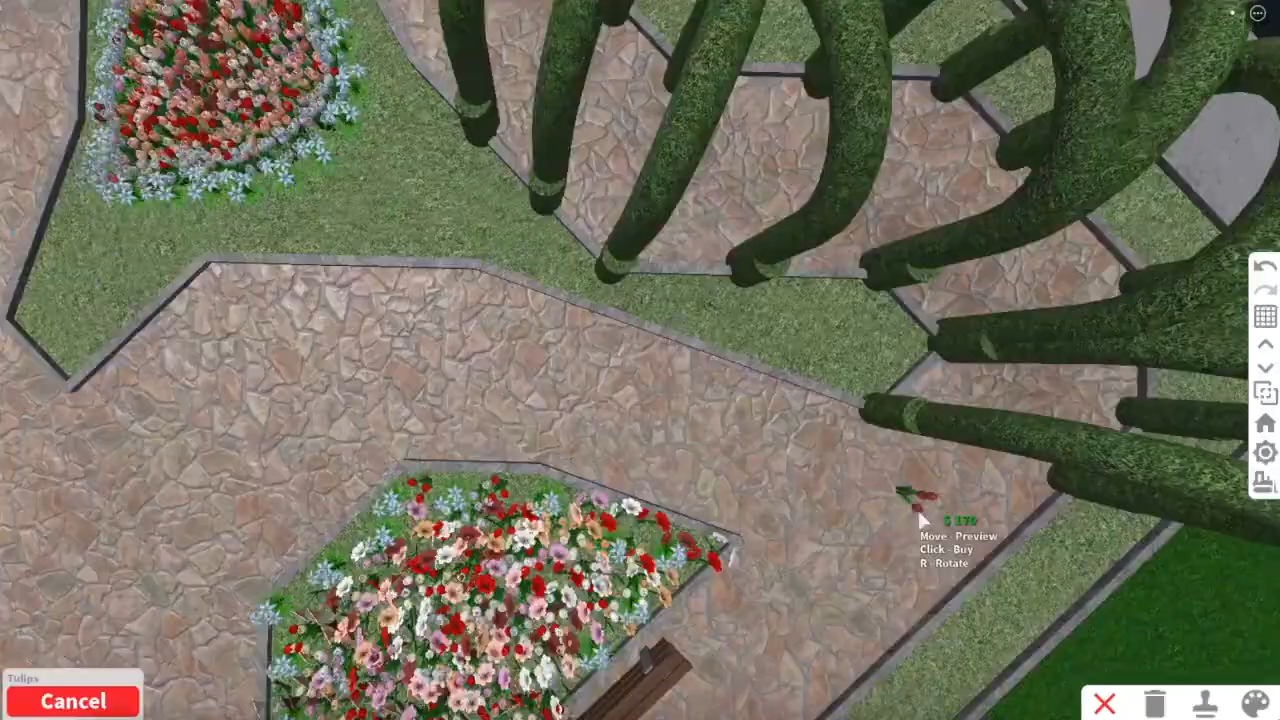 $ 170
Move - Preview
Click - Buy
R - Rotate
Tulips
Cancel